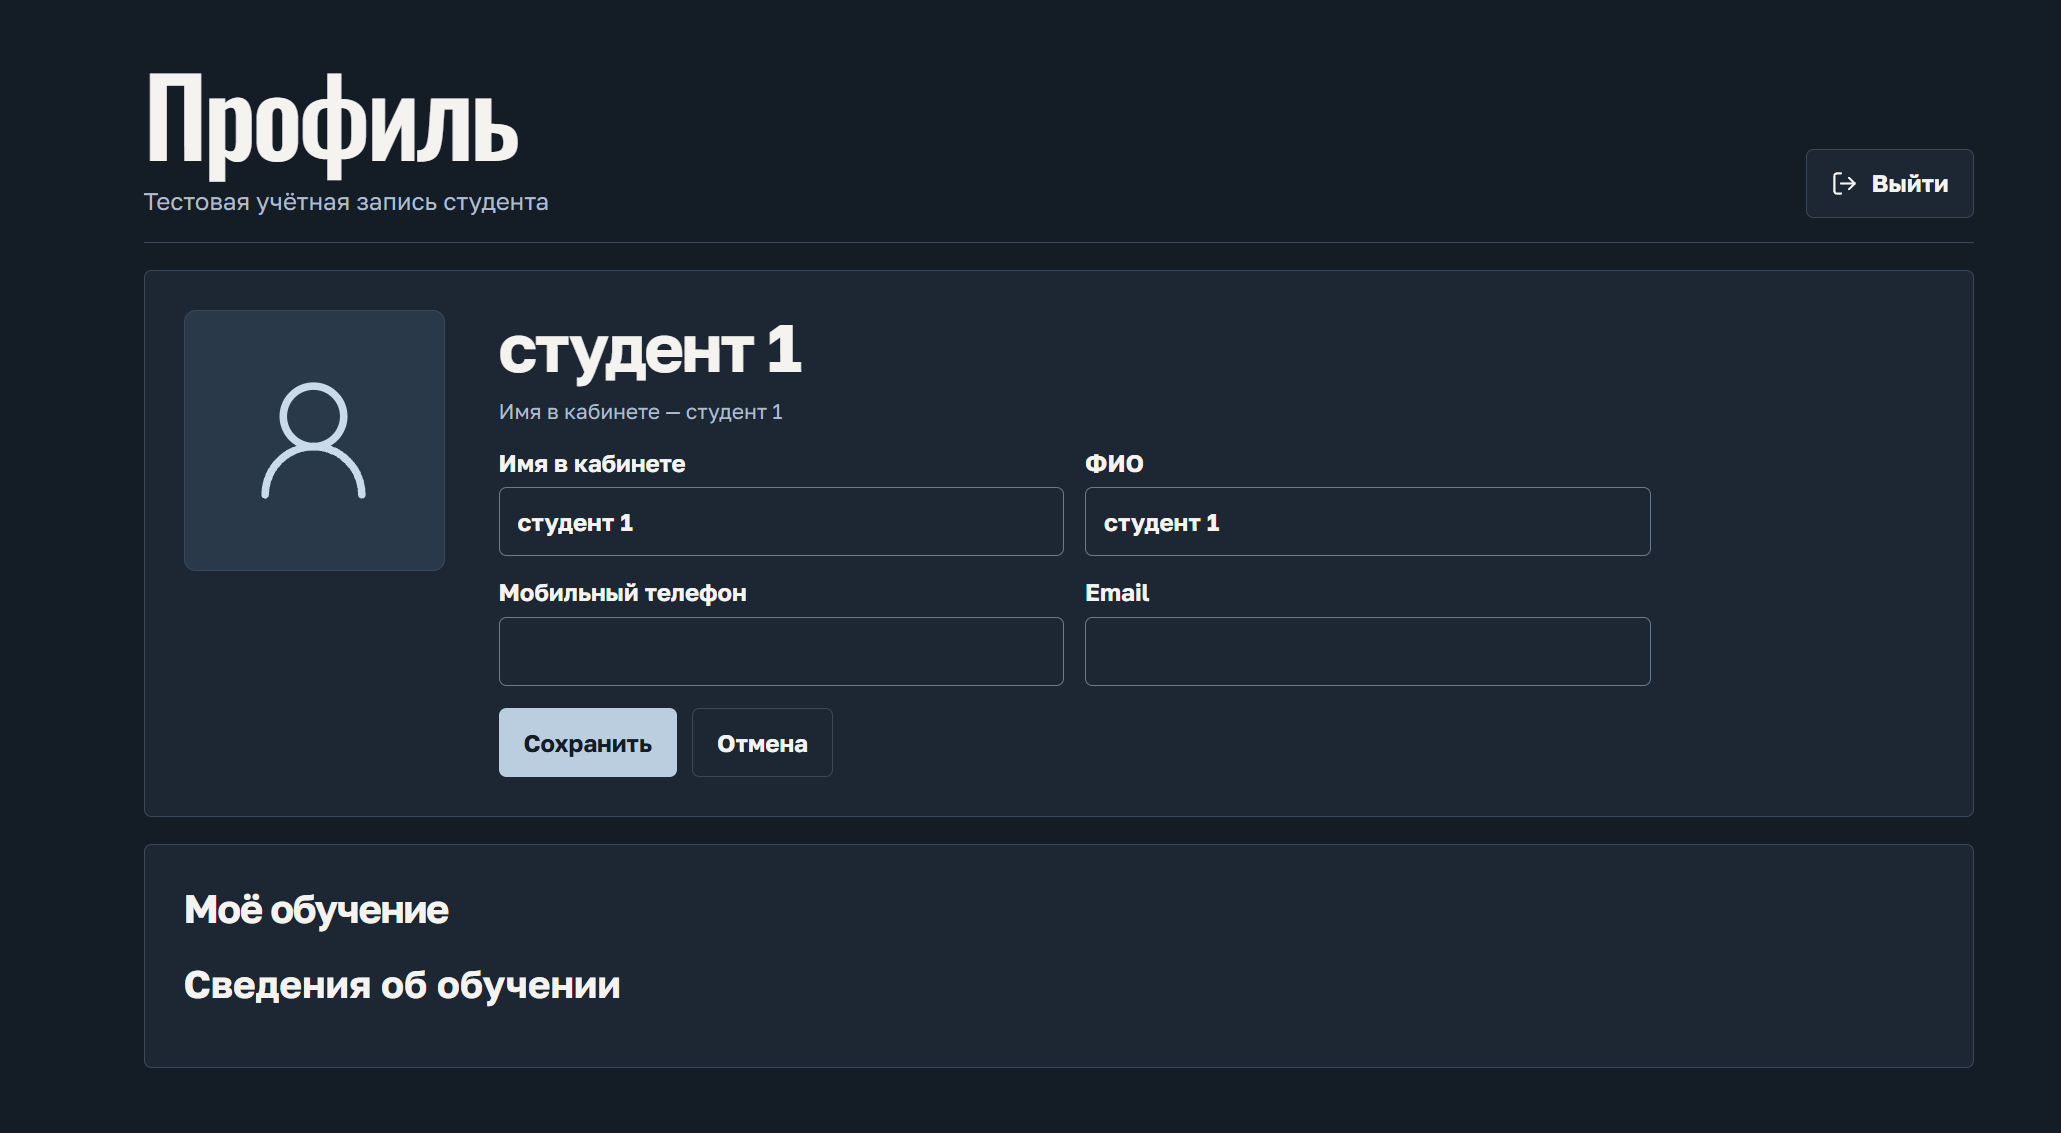 Профиль
Тестовая учётная запись студента
Выйти
студент 1
Имя в кабинете — студент 1
Имя в кабинете
ФИО
студент 1
студент 1
Мобильный телефон
Email
Сохранить
Отмена
Моё обучение
Сведения об обучении